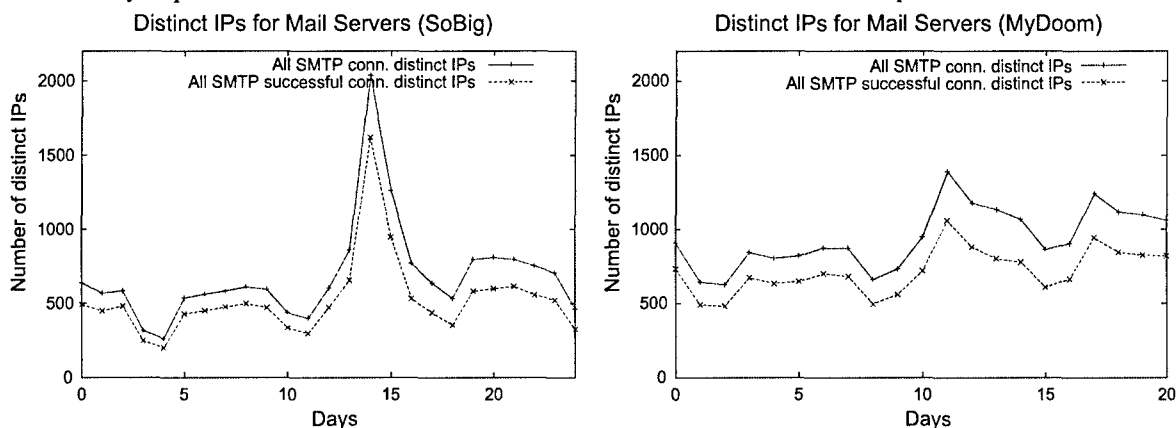 Distinct IPs for Mail Servers (SoBig)
All SMTP conn. distinct IPs
All SMTP successful conn. distinct IPs
2000
1500
1000
500
0
Number of distinct IPs
0 5 10 15 20
Days
Distinct IPs for Mail Servers (MyDoom)
All SMTP conn. distinct IPs
All SMTP successful conn. distinct IPs
2000
1500
1000
500
0
Number of distinct IPs
0 5 10 15 20
Days